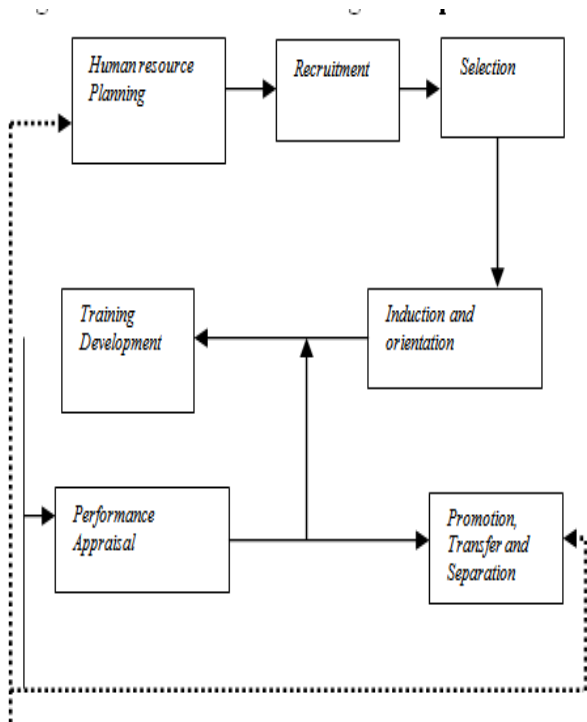 Human resource
Planning
Recruitment
Selection
Training
Development
Induction and
orientation
Performance
Appraisal
Promotion,
Transfer and
Separation